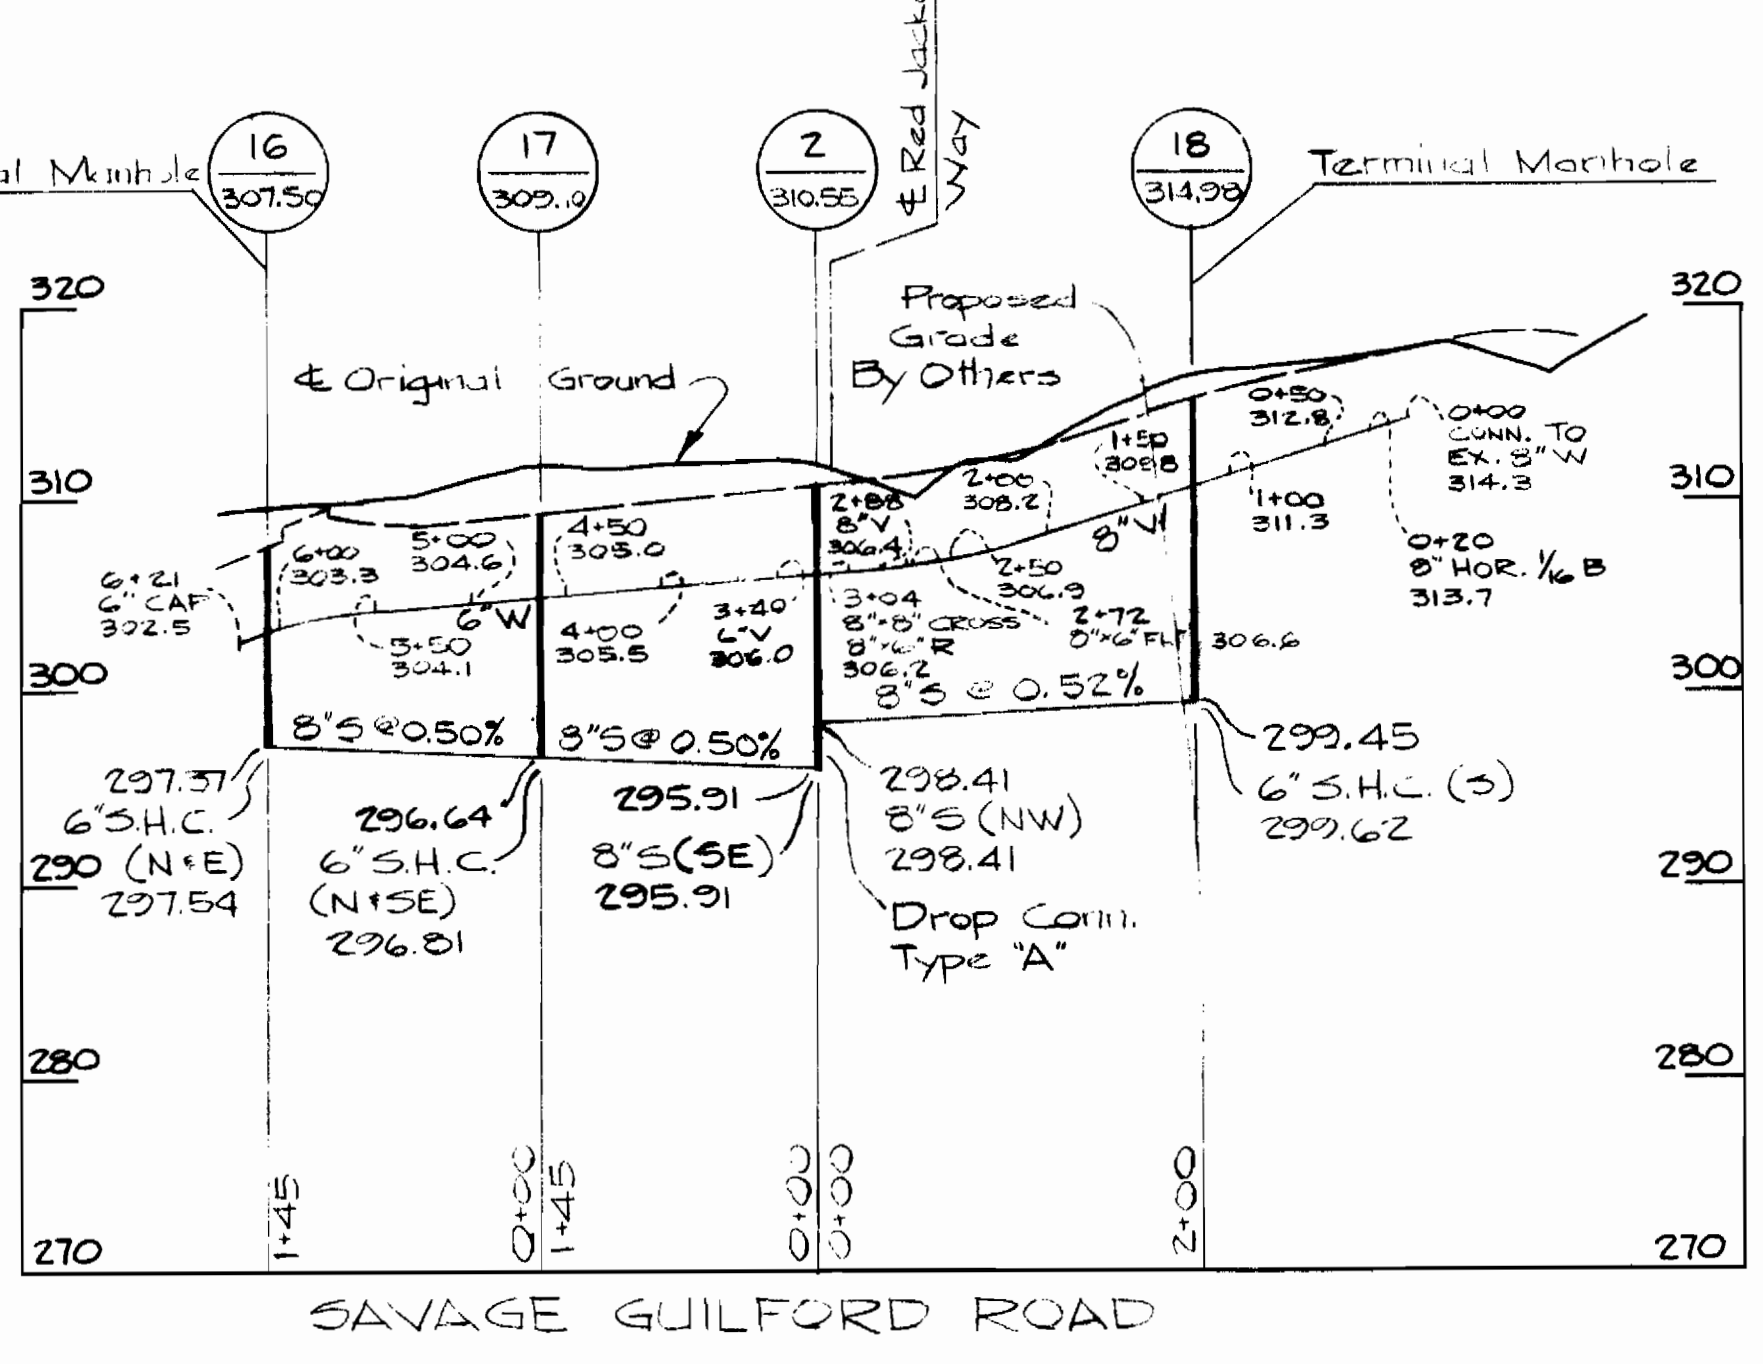 ℄ Red
Way
16
307.50
17
309.10
2
310.55
18
314.98
Manhole
Terminal Manhole
320
320
Proposed
Grade
By Others
℄ Original Ground
310
310
300
300
290
290
280
280
270
270
0+50
312.8
0+00
CONN. TO
EX. 8" W
314.3
1+50
309.8
2+00
308.2
1+00
311.3
0+20
8" HOR. 1/16 B
313.7
8" W
2+88
8" V
306.4
2+50
306.9
2+72
8"x6" FH
306.6
3+04
8"x8" CROSS
8"x6" R
306.2
3+40
6" V
306.0
4+00
305.5
4+50
305.0
5+00
304.6
6" W
5+50
304.1
6+00
303.3
6+21
6" CAP
302.5
8"S @ 0.50%
8"S @ 0.50%
8"S @ 0.52%
297.37
6" S.H.C.
(N & E)
297.54
296.64
6" S.H.C.
(N & SE)
296.81
295.91
8"S (SE)
295.91
298.41
8"S (NW)
298.41
Drop Conn.
Type "A"
299.45
6" S.H.C. (S)
299.62
1+45
0+00
1+45
0+00
0+00
2+00
SAVAGE GUILFORD ROAD